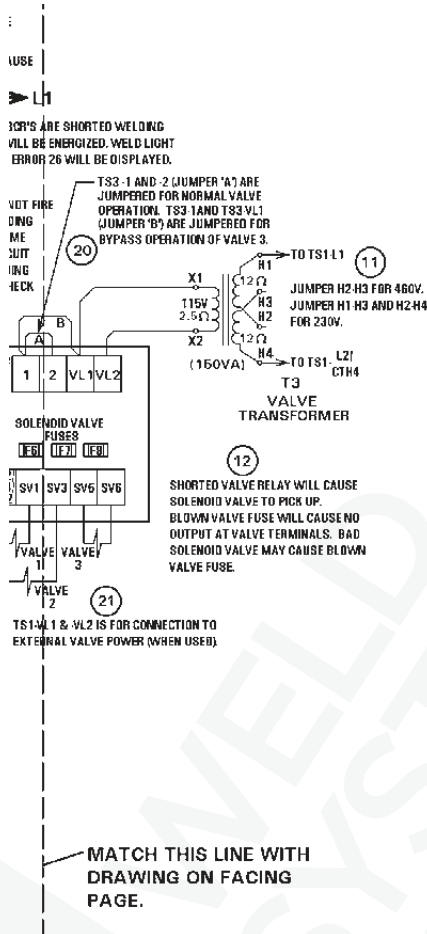 E
AUSE
L1
SCR'S ARE SHORTED WELDING
WILL BE ENERGIZED. WELD LIGHT
ERROR 26 WILL BE DISPLAYED.
TS3-1 AND -2 (JUMPER "A") ARE
JUMPERED FOR NORMAL VALVE
OPERATION. TS3-1AND TS3-VL1
(JUMPER "B") ARE JUMPERED FOR
BYPASS OPERATION OF VALVE 3.
NOT FIRE
DING
ME
CUIT
ING
HECK
20
TO TS1-L1
11
H1
X1
12Ω
H3
JUMPER H2-H3 FOR 460V.
JUMPER H1-H3 AND H2-H4
FOR 230V.
115V
2.5Ω
H2
X2
12Ω
H4
(150VA)
TO TS1- L2/
CTH4
T3
VALVE
TRANSFORMER
B
A
1 2 VL1 VL2
SOLENOID VALVE
FUSES
F6 F7 F8
SV1 SV3 SV5 SV6
VALVE
1
VALVE
3
VALVE
2
12
SHORTED VALVE RELAY WILL CAUSE
SOLENOID VALVE TO PICK UP.
BLOWN VALVE FUSE WILL CAUSE NO
OUTPUT AT VALVE TERMINALS. BAD
SOLENOID VALVE MAY CAUSE BLOWN
VALVE FUSE.
21
TS1-VL1 & -VL2 IS FOR CONNECTION TO
EXTERNAL VALVE POWER (WHEN USED).
MATCH THIS LINE WITH
DRAWING ON FACING
PAGE.
WELD
SYST